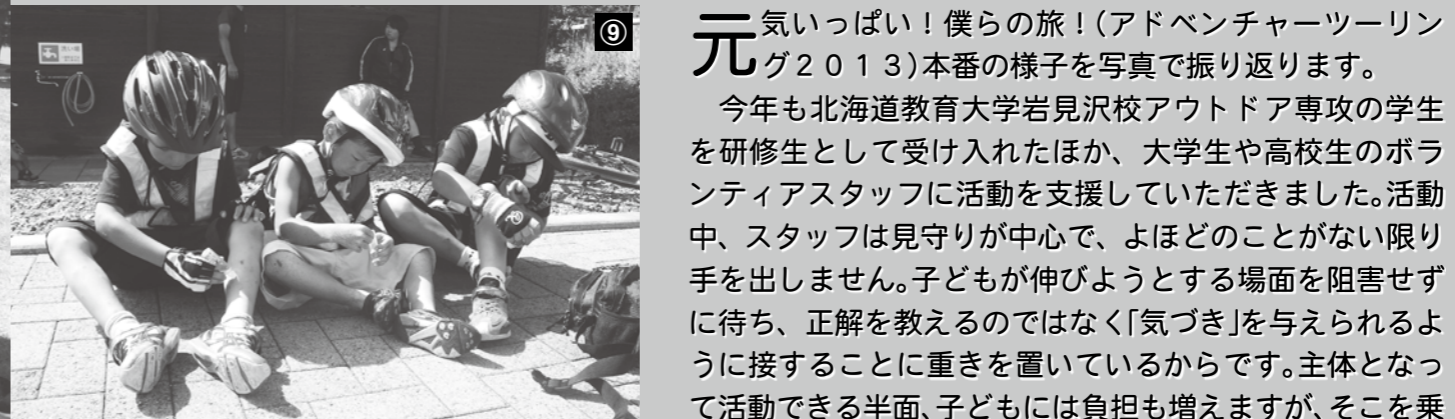 ⑨
元気いっぱい！僕らの旅！(アドベンチャーツーリン
グ２０１３)本番の様子を写真で振り返ります。
　今年も北海道教育大学岩見沢校アウトドア専攻の学生
を研修生として受け入れたほか、大学生や高校生のボラ
ンティアスタッフに活動を支援していただきました。活動
中、スタッフは見守りが中心で、よほどのことがない限り
手を出しません。子どもが伸びようとする場面を阻害せず
に待ち、正解を教えるのではなく「気づき」を与えられるよ
うに接することに重きを置いているからです。主体となっ
て活動できる半面、子どもには負担も増えますが、そこを乗